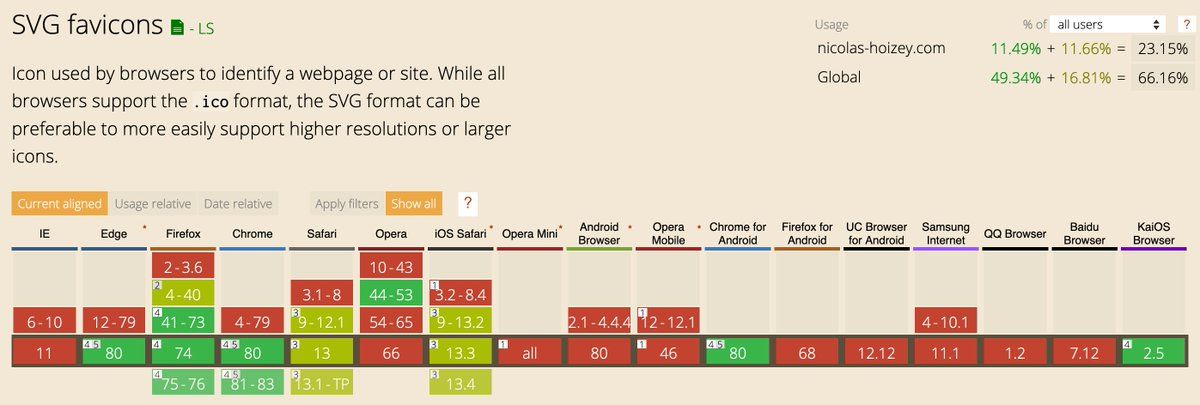 SVG favicons - LS
Usage % of all users ?
nicolas-hoizey.com 11.49% + 11.66% = 23.15%
Global 49.34% + 16.81% = 66.16%
Icon used by browsers to identify a webpage or site. While all
browsers support the .ico format, the SVG format can be
preferable to more easily support higher resolutions or larger
icons.
Current aligned Usage relative Date relative Apply filters Show all ?
IE Edge * Firefox Chrome Safari Opera iOS Safari * Opera Mini * Android Browser * Opera Mobile * Chrome for Android Firefox for Android UC Browser for Android Samsung Internet QQ Browser Baidu Browser KaiOS Browser
2 - 3.6 10 - 43
2 4 - 40 3.1 - 8 44 - 53 1 3.2 - 8.4
6 - 10 12 - 79 4 41 - 73 4 - 79 3 9 - 12.1 54 - 65 3 9 - 13.2 2.1 - 4.4.4 1 12 - 12.1 4 - 10.1
11 4 5 80 4 74 4 5 80 3 13 66 3 13.3 1 all 80 1 46 4 5 80 68 12.12 11.1 1.2 7.12 4 2.5
4 75 - 76 4 5 81 - 83 3 13.1 - TP 3 13.4